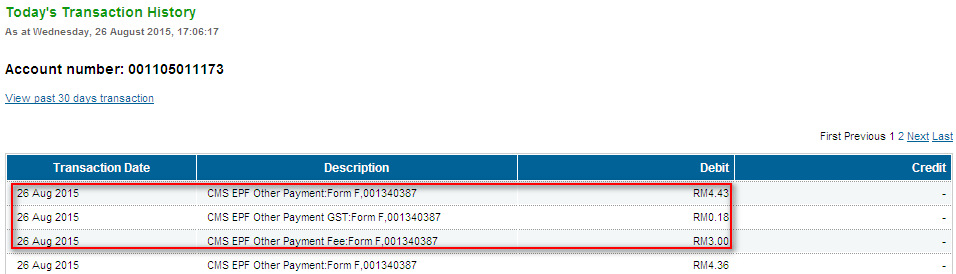 Today's Transaction History
As at Wednesday, 26 August 2015, 17:06:17
Account number: 001105011173
View past 30 days transaction
First Previous 1 2 Next Last
Transaction Date Description Debit Credit
26 Aug 2015 CMS EPF Other Payment:Form F,001340387 RM4.43 -
26 Aug 2015 CMS EPF Other Payment GST:Form F,001340387 RM0.18 -
26 Aug 2015 CMS EPF Other Payment Fee:Form F,001340387 RM3.00 -
26 Aug 2015 CMS EPF Other Payment:Form F,001340387 RM4.36 -